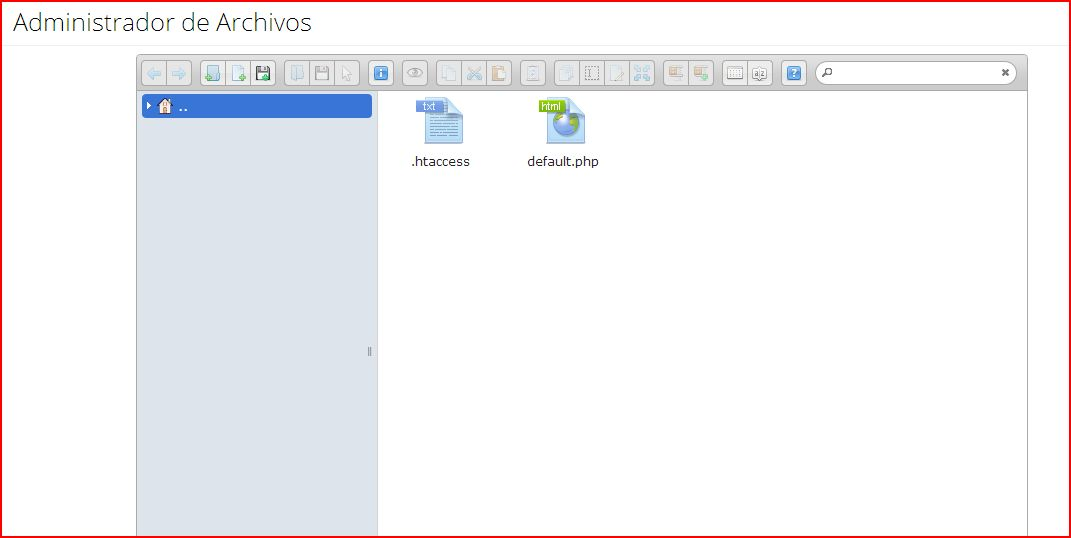 Administrador de Archivos
..
txt
html
.htaccess
default.php